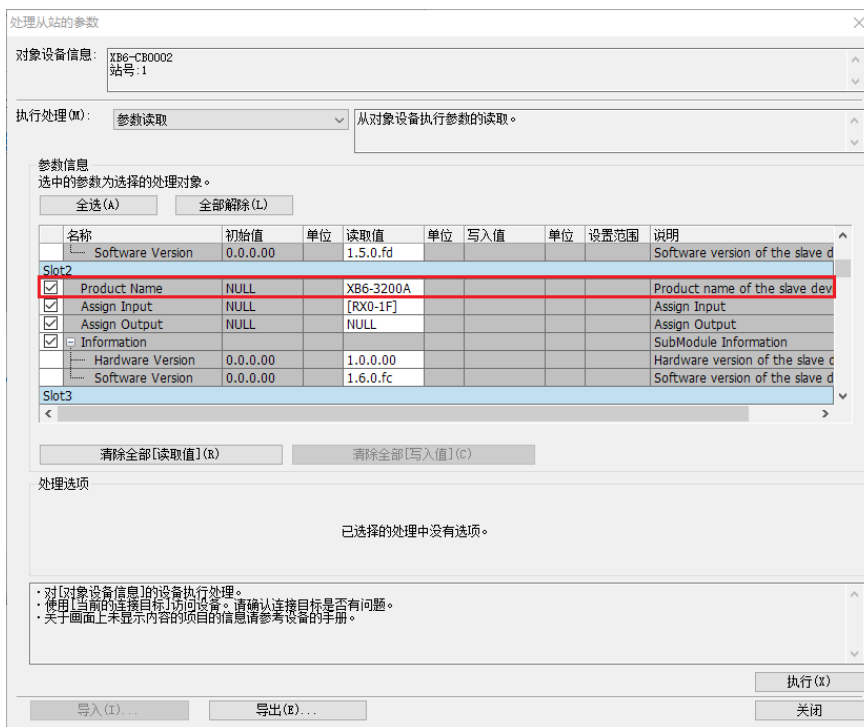 处理从站的参数
对象设备信息: XB6-CB0002
站号:1
执行处理(M): 参数读取 从对象设备执行参数的读取。
参数信息
选中的参数为选择的处理对象。
全选(A) 全部解除(L)
名称 初始值 单位 读取值 单位 写入值 单位 设置范围 说明
Software Version 0.0.0.00 1.5.0.fd Software version of the slave d
Slot2
Product Name NULL XB6-3200A Product name of the slave dev
Assign Input NULL [RX0-1F] Assign Input
Assign Output NULL NULL Assign Output
Information SubModule Information
Hardware Version 0.0.0.00 1.0.0.00 Hardware version of the slave d
Software Version 0.0.0.00 1.6.0.fc Software version of the slave d
Slot3
清除全部[读取值](R) 清除全部[写入值](C)
处理选项
已选择的处理中没有选项。
·对[对象设备信息]的设备执行处理。
·使用[当前的连接目标]访问设备。请确认连接目标是否有问题。
·关于画面上未显示内容的项目的信息请参考设备的手册。
执行(X)
导入(I)... 导出(E)... 关闭